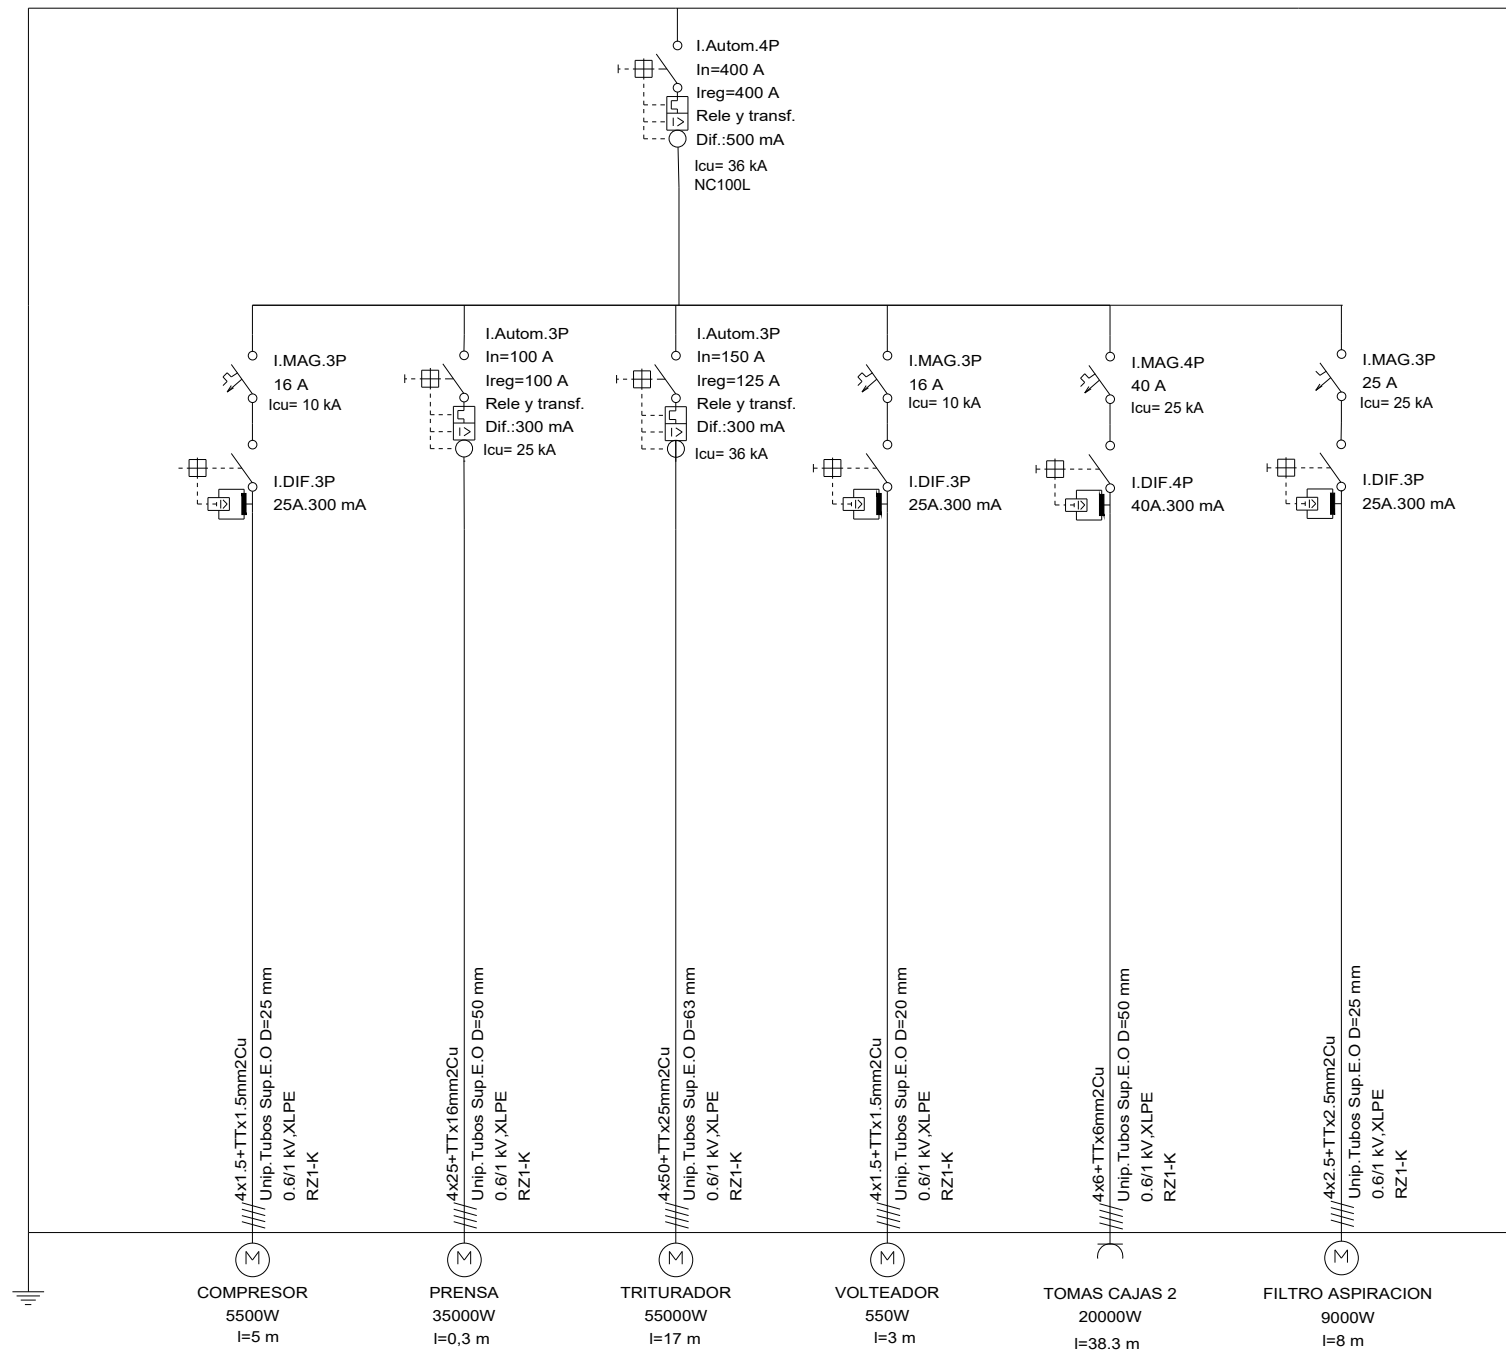 I.Autom.4P
In=400 A
Ireg=400 A
Rele y transf.
Dif.:500 mA
Icu= 36 kA
NC100L
I.MAG.3P
16 A
Icu= 10 kA
I.DIF.3P
25A.300 mA
I.Autom.3P
In=100 A
Ireg=100 A
Rele y transf.
Dif.:300 mA
Icu= 25 kA
I.Autom.3P
In=150 A
Ireg=125 A
Rele y transf.
Dif.:300 mA
Icu= 36 kA
I.MAG.3P
16 A
Icu= 10 kA
I.DIF.3P
25A.300 mA
I.MAG.4P
40 A
Icu= 25 kA
I.DIF.4P
40A.300 mA
I.MAG.3P
25 A
Icu= 25 kA
I.DIF.3P
25A.300 mA
4x1.5+TTx1.5mm2Cu
Unip.Tubos Sup.E.O D=25 mm
0.6/1 kV,XLPE
RZ1-K
4x25+TTx16mm2Cu
Unip.Tubos Sup.E.O D=50 mm
0.6/1 kV,XLPE
RZ1-K
4x50+TTx25mm2Cu
Unip.Tubos Sup.E.O D=63 mm
0.6/1 kV,XLPE
RZ1-K
4x1.5+TTx1.5mm2Cu
Unip.Tubos Sup.E.O D=20 mm
0.6/1 kV,XLPE
RZ1-K
4x6+TTx6mm2Cu
Unip.Tubos Sup.E.O D=50 mm
0.6/1 kV,XLPE
RZ1-K
4x2.5+TTx2.5mm2Cu
Unip.Tubos Sup.E.O D=25 mm
0.6/1 kV,XLPE
RZ1-K
M
COMPRESOR
5500W
l=5 m
M
PRENSA
35000W
l=0,3 m
M
TRITURADOR
55000W
l=17 m
M
VOLTEADOR
550W
l=3 m
TOMAS CAJAS 2
20000W
l=38.3 m
M
FILTRO ASPIRACION
9000W
l=8 m